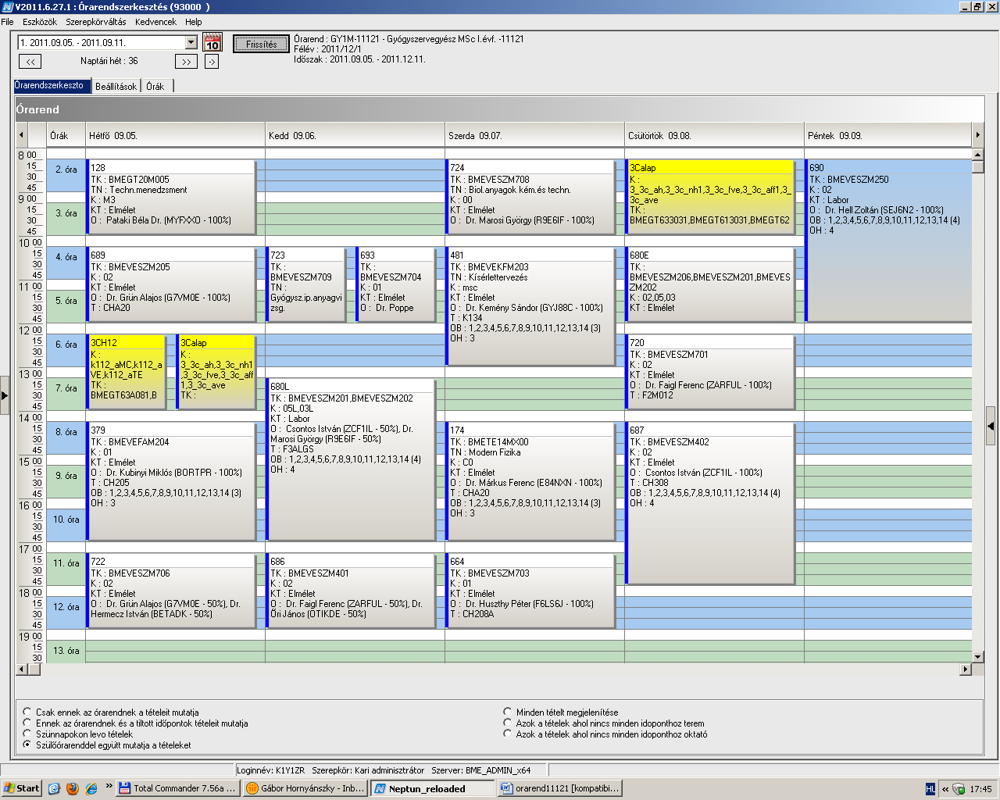 V2011.6.27.1 : Órarendszerkesztés (93000  )
File Eszközök Szerepkörváltás Kedvencek Help
1. 2011.09.05. - 2011.09.11.
10
Frissítés
Órarend : GY1M-11121 - Gyógyszervegyész MSc I.évf. -11121
Félév : 2011/12/1
Időszak : 2011.09.05. - 2011.12.11.
<< Naptári hét : 36 >> ->
Órarendszerkeszto Beállítások Órák
Órarend
Órák Hétfő 09.05. Kedd 09.06. Szerda 09.07. Csütörtök 09.08. Péntek 09.09.
8 00
15
30
45
9 00
15
30
45
10 00
15
30
45
11 00
15
30
45
12 00
15
30
45
13 00
15
30
45
14 00
15
30
45
15 00
15
30
45
16 00
15
30
45
17 00
15
30
45
18 00
15
30
45
19 00
15
30
2. óra
3. óra
4. óra
5. óra
6. óra
7. óra
8. óra
9. óra
10. óra
11. óra
12. óra
13. óra
128
TK : BMEGT20M005
TN : Techn.menedzsment
K : M3
KT : Elmélet
O :  Pataki Béla Dr. (MYFXXO - 100%)
689
TK : BMEVESZM205
K : 02
KT : Elmélet
O :  Dr. Grün Alajos (G7VM0E - 100%)
T : CHA20
3CH12
K :
k112_aMC,k112_a
VE,k112_aTE
TK :
BMEGT63A081,B
3Calap
K :
3_3c_ah,3_3c_nh1
,3_3c_fve,3_3c_aff
1,3_3c_ave
TK :
379
TK : BMEVEFAM204
K : 01
KT : Elmélet
O :  Dr. Kubinyi Miklós (BORTPR - 100%)
T : CH205
OB : 1,2,3,4,5,6,7,8,9,10,11,12,13,14 (3)
OH : 3
722
TK : BMEVESZM706
K : 02
KT : Elmélet
O :  Dr. Grün Alajos (G7VM0E - 50%), Dr.
Hermecz István (BETADK - 50%)
723
TK :
BMEVESZM709
TN :
Gyógysz.ip.anyagvi
zsg.
693
TK :
BMEVESZM704
K : 01
KT : Elmélet
O :  Dr. Poppe
680L
TK : BMEVESZM201,BMEVESZM202
K : 05L,03L
KT : Labor
O :  Csontos István (ZCF1IL - 50%), Dr.
Marosi György (R9E6IF - 50%)
T : F3ALGS
OB : 1,2,3,4,5,6,7,8,9,10,11,12,13,14 (4)
OH : 4
686
TK : BMEVESZM401
K : 02
KT : Elmélet
O :  Dr. Faigl Ferenc (ZARFUL - 50%), Dr.
Őri János (OTIKDE - 50%)
724
TK : BMEVESZM708
TN : Biol.anyagok kém.és techn.
K : 00
KT : Elmélet
O :  Dr. Marosi György (R9E6IF - 100%)
481
TK : BMEVEKFM203
TN : Kísérlettervezés
K : msc
KT : Elmélet
O :  Dr. Kemény Sándor (GYJ88C - 100%)
T : K134
OB : 1,2,3,4,5,6,7,8,9,10,11,12,13,14 (3)
OH : 3
174
TK : BMETE14MX00
TN : Modern Fizika
K : C0
KT : Elmélet
O :  Dr. Márkus Ferenc (E84NXN - 100%)
T : CHA20
OB : 1,2,3,4,5,6,7,8,9,10,11,12,13,14 (3)
OH : 3
664
TK : BMEVESZM703
K : 01
KT : Elmélet
O :  Dr. Huszthy Péter (F6LS6J - 100%)
T : CH208A
3Calap
K :
3_3c_ah,3_3c_nh1,3_3c_fve,3_3c_aff1,3_
3c_ave
TK :
BMEGT633031,BMEGT613031,BMEGT62
680E
TK :
BMEVESZM206,BMEVESZM201,BMEVES
ZM202
K : 02,05,03
KT : Elmélet
720
TK : BMEVESZM701
K : 02
KT : Elmélet
O :  Dr. Faigl Ferenc (ZARFUL - 100%)
T : F2M012
687
TK : BMEVESZM402
K : 02
KT : Elmélet
O :  Csontos István (ZCF1IL - 100%)
T : CH308
OB : 1,2,3,4,5,6,7,8,9,10,11,12,13,14 (4)
OH : 4
690
TK : BMEVESZM250
K : 02
KT : Labor
O :  Dr. Hell Zoltán (SEJ6N2 - 100%)
OB : 1,2,3,4,5,6,7,8,9,10,11,12,13,14 (4)
OH : 4
Csak ennek az órarendnek a tételeit mutatja
Ennek az órarendnek és a tiltott időpontok tételeit mutatja
Szünnapokon levo tételek
Szülőórarenddel együtt mutatja a tételeket
Minden tételt megjelenítése
Azok a tételek ahol nincs minden idoponthoz terem
Azok a tételek ahol nincs minden idoponthoz oktató
Loginnév: K1Y1ZR Szerepkör: Kari adminisztrátor Szerver: BME_ADMIN_x64
Start » Total Commander 7.56a ... Gábor Hornyánszky - Inb... Neptun_reloaded orarend11121 [kompatibi... HU « 17:45